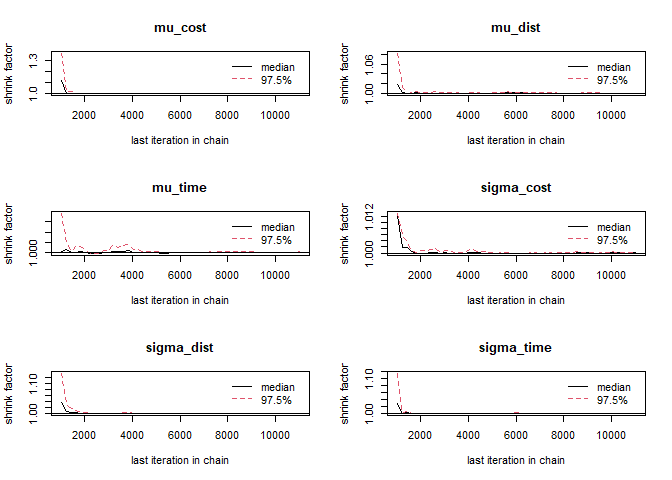 mu_cost
shrink factor
1.0 1.3
median
97.5%
2000 4000 6000 8000 10000
last iteration in chain
mu_dist
shrink factor
1.00 1.06
median
97.5%
2000 4000 6000 8000 10000
last iteration in chain
mu_time
shrink factor
1.000
median
97.5%
2000 4000 6000 8000 10000
last iteration in chain
sigma_cost
shrink factor
1.000 1.012
median
97.5%
2000 4000 6000 8000 10000
last iteration in chain
sigma_dist
shrink factor
1.00 1.10
median
97.5%
2000 4000 6000 8000 10000
last iteration in chain
sigma_time
shrink factor
1.00 1.10
median
97.5%
2000 4000 6000 8000 10000
last iteration in chain